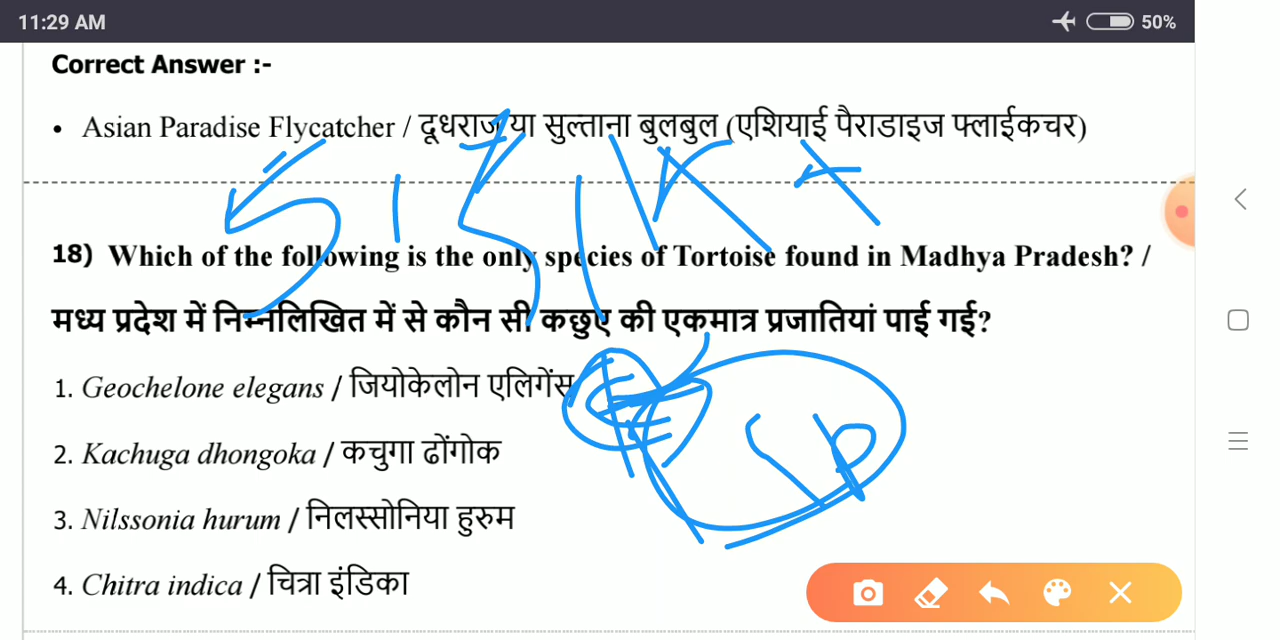 11:29 AM 50%
Correct Answer :-
• Asian Paradise Flycatcher / दूधराज या सुल्ताना बुलबुल (एशियाई पैराडाइज फ्लाईकचर)
18) Which of the following is the only species of Tortoise found in Madhya Pradesh? /
मध्य प्रदेश में निम्नलिखित में से कौन सी कछुए की एकमात्र प्रजातियां पाई गई?
1. Geochelone elegans / जियोकेलोन एलिगेंस
2. Kachuga dhongoka / कचुगा ढोंगोक
3. Nilssonia hurum / निलस्सोनिया हुरुम
4. Chitra indica / चित्रा इंडिका